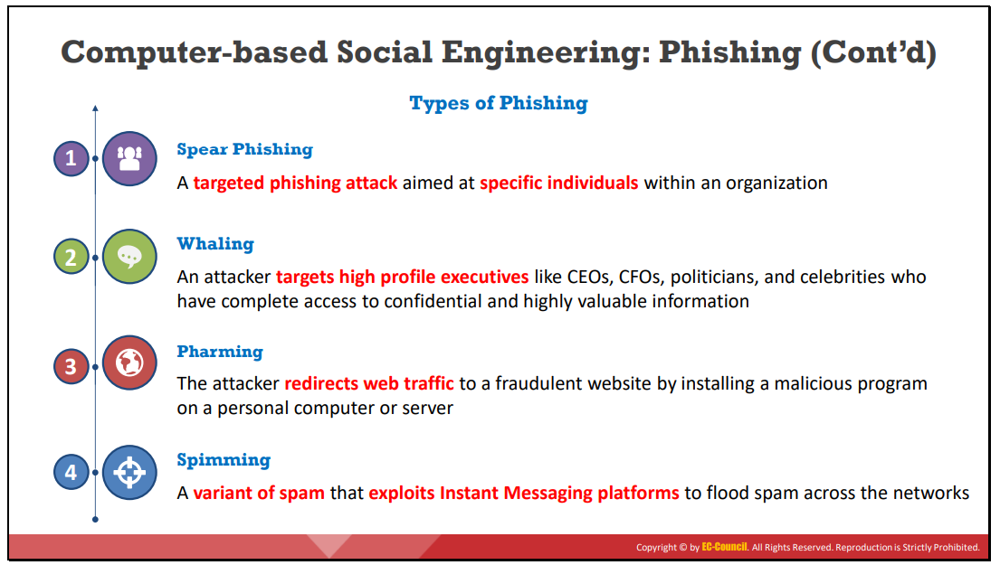 Computer-based Social Engineering: Phishing (Cont’d)
Types of Phishing
1
Spear Phishing
A targeted phishing attack aimed at specific individuals within an organization
2
Whaling
An attacker targets high profile executives like CEOs, CFOs, politicians, and celebrities who
have complete access to confidential and highly valuable information
3
Pharming
The attacker redirects web traffic to a fraudulent website by installing a malicious program
on a personal computer or server
4
Spimming
A variant of spam that exploits Instant Messaging platforms to flood spam across the networks
Copyright © by EC-Council. All Rights Reserved. Reproduction is Strictly Prohibited.